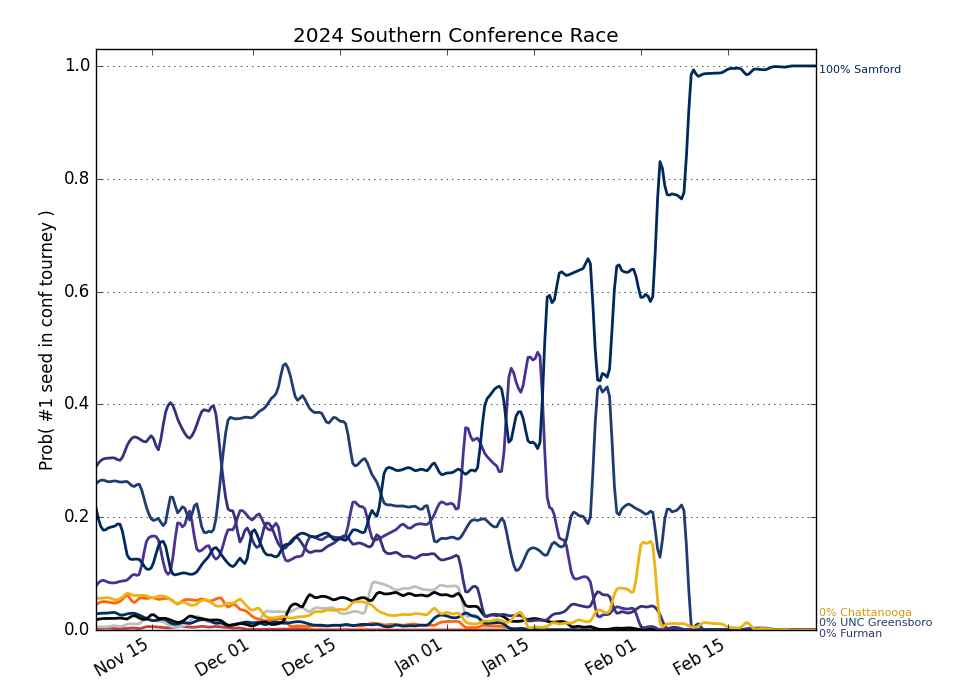 2024 Southern Conference Race
Prob( #1 seed in conf tourney )
1.0
0.8
0.6
0.4
0.2
0.0
Nov 15
Dec 01
Dec 15
Jan 01
Jan 15
Feb 01
Feb 15
100% Samford
0% Chattanooga
0% UNC Greensboro
0% Furman